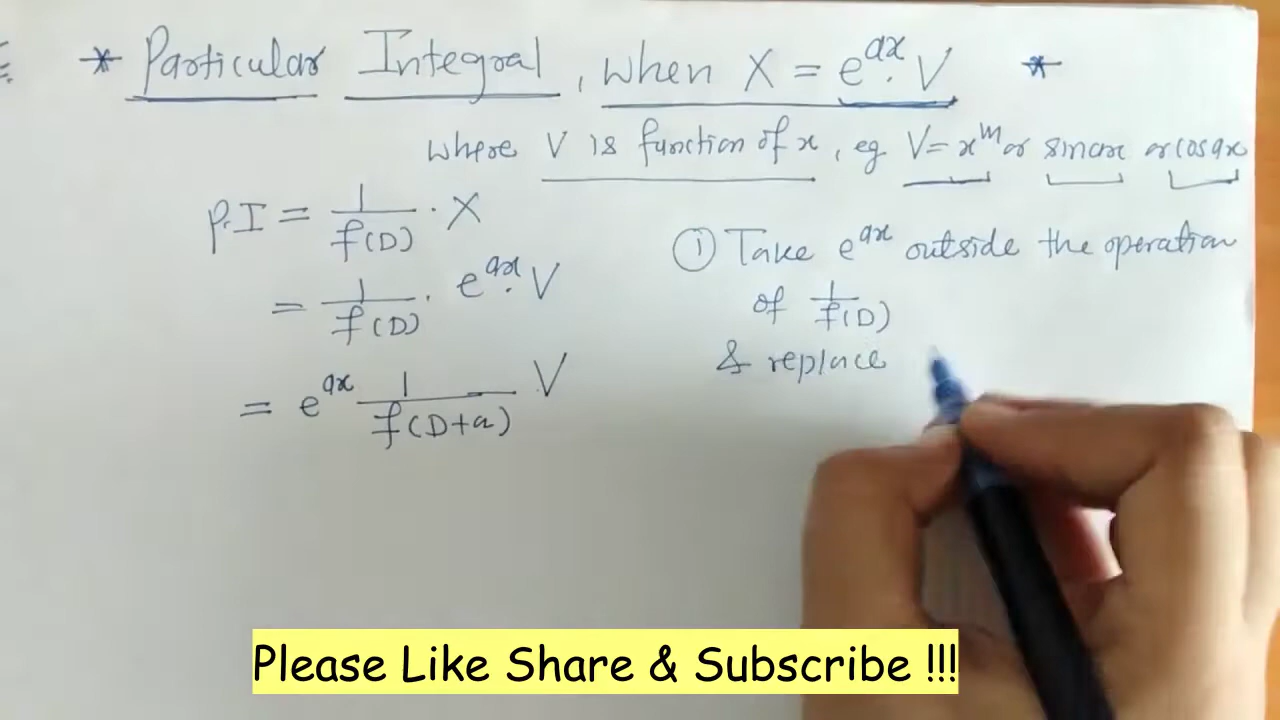 * Particular Integral, when X = e^{ax}·V *
where V is function of x, eg V = x^m or sin ax or cos ax
P.I = 1/f(D) · X
= 1/f(D) · e^{ax}·V
= e^{ax} 1/f(D+a) V
① Take e^{ax} outside the operation
of 1/f(D)
& replace
Please Like Share & Subscribe !!!